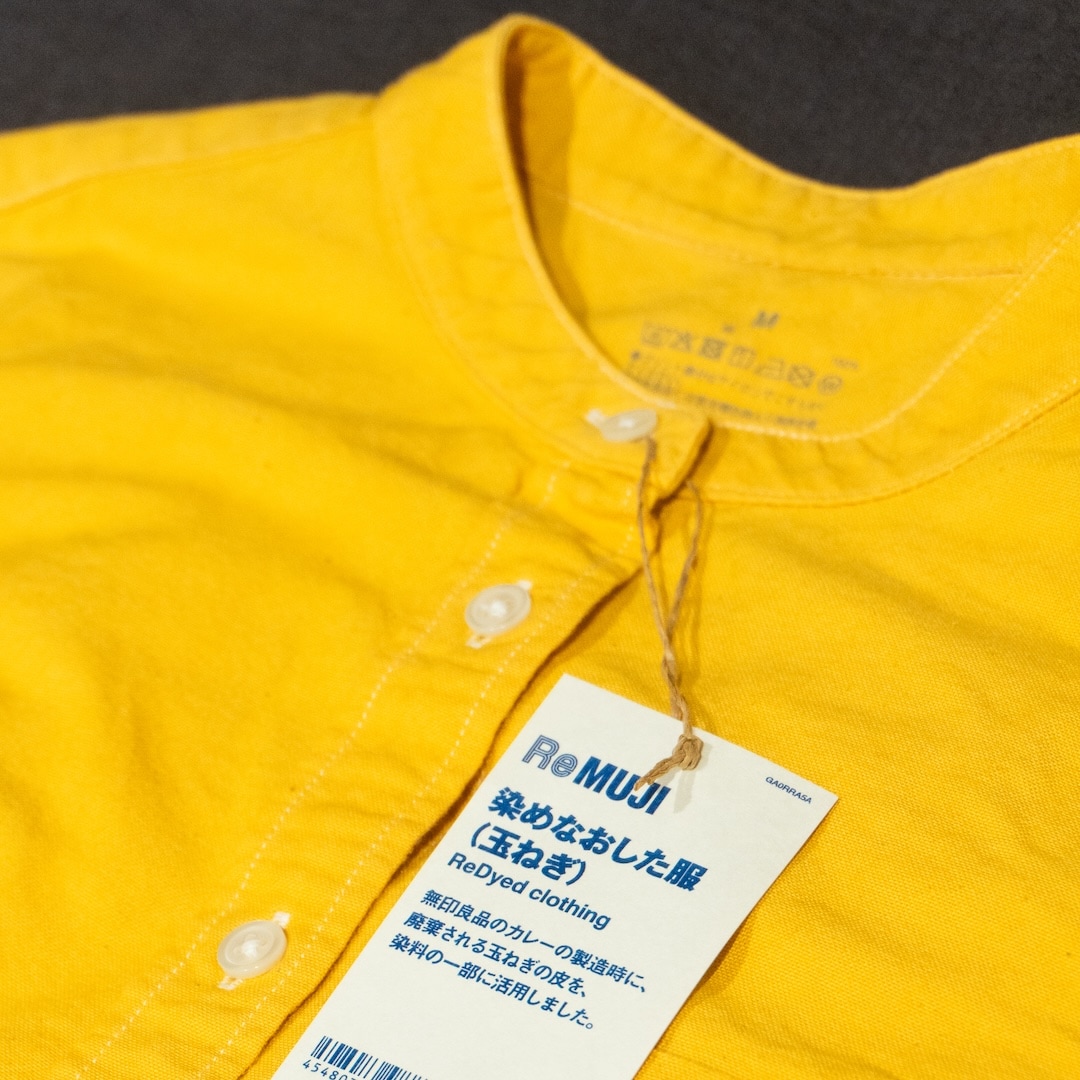 M
ReMUJI
GA0RRA5A
染めなおした服
(玉ねぎ)
ReDyed clothing
無印良品のカレーの製造時に、
廃棄される玉ねぎの皮を、
染料の一部に活用しました。
45480